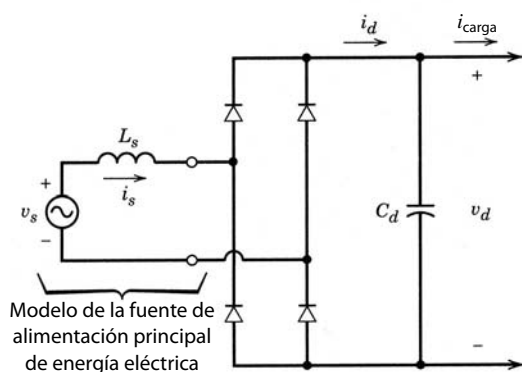 i_d
i_carga
+
L_s
i_s
+
v_s
−
C_d
v_d
−
Modelo de la fuente de
alimentación principal
de energía eléctrica